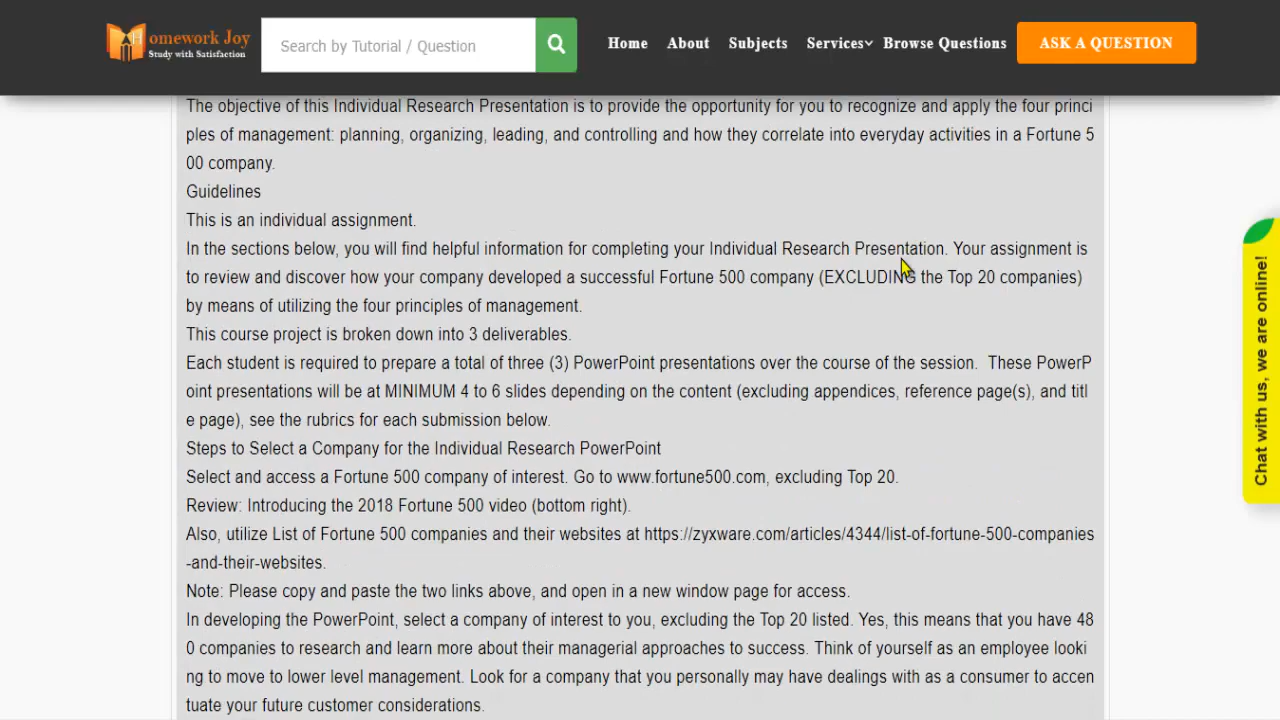 omework Joy
Study with Satisfaction
Search by Tutorial / Question
Home About Subjects Services Browse Questions ASK A QUESTION
The objective of this Individual Research Presentation is to provide the opportunity for you to recognize and apply the four princi
ples of management: planning, organizing, leading, and controlling and how they correlate into everyday activities in a Fortune 5
00 company.
Guidelines
This is an individual assignment.
In the sections below, you will find helpful information for completing your Individual Research Presentation. Your assignment is
to review and discover how your company developed a successful Fortune 500 company (EXCLUDING the Top 20 companies)
by means of utilizing the four principles of management.
This course project is broken down into 3 deliverables.
Each student is required to prepare a total of three (3) PowerPoint presentations over the course of the session. These PowerP
oint presentations will be at MINIMUM 4 to 6 slides depending on the content (excluding appendices, reference page(s), and titl
e page), see the rubrics for each submission below.
Steps to Select a Company for the Individual Research PowerPoint
Select and access a Fortune 500 company of interest. Go to www.fortune500.com, excluding Top 20.
Review: Introducing the 2018 Fortune 500 video (bottom right).
Also, utilize List of Fortune 500 companies and their websites at https://zyxware.com/articles/4344/list-of-fortune-500-companies
-and-their-websites.
Note: Please copy and paste the two links above, and open in a new window page for access.
In developing the PowerPoint, select a company of interest to you, excluding the Top 20 listed. Yes, this means that you have 48
0 companies to research and learn more about their managerial approaches to success. Think of yourself as an employee looki
ng to move to lower level management. Look for a company that you personally may have dealings with as a consumer to accen
tuate your future customer considerations.
Chat with us, we are online!